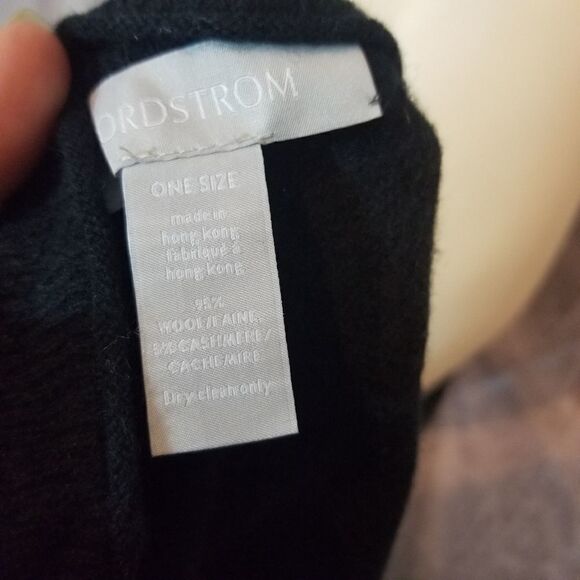 ORDSTROM
ONE SIZE
made in
hong kong
fabriqué à
hong kong
95%
WOOL/LAINE,
5% CASHMERE/
CACHEMIRE
Dry clean only